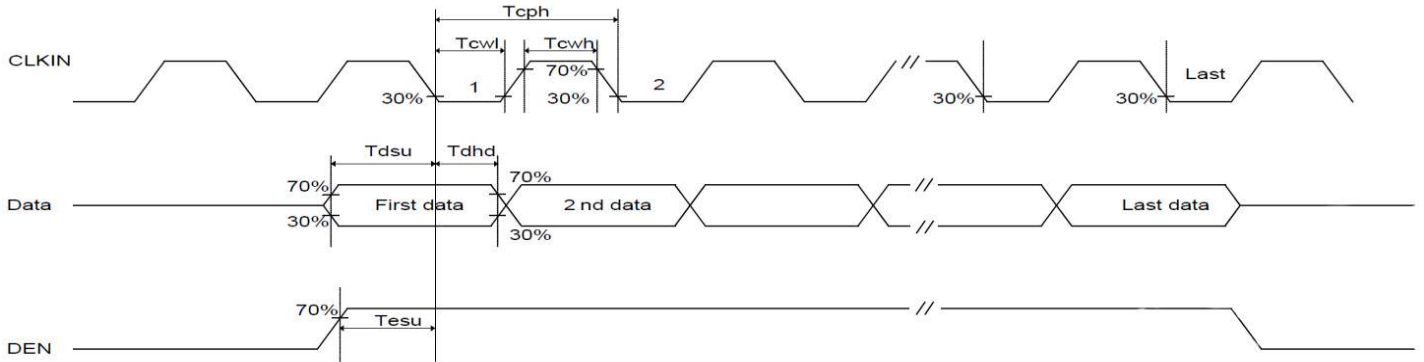 Tcph
Tcwl Tcwh
CLKIN 70% Last
30% 1 30% 2 30% 30%
Tdsu Tdhd
70% 70%
Data First data 2 nd data Last data
30% 30%
70%
Tesu
DEN